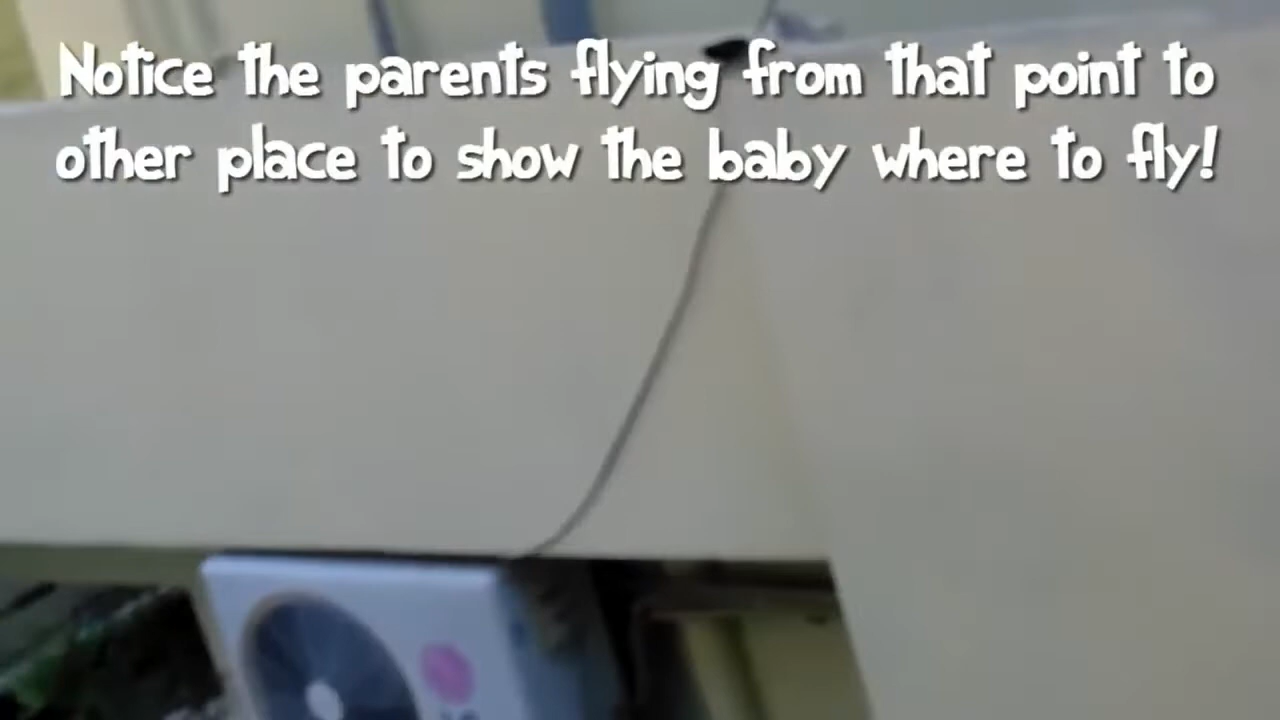 Notice the parents flying from that point to
other place to show the baby where to fly!